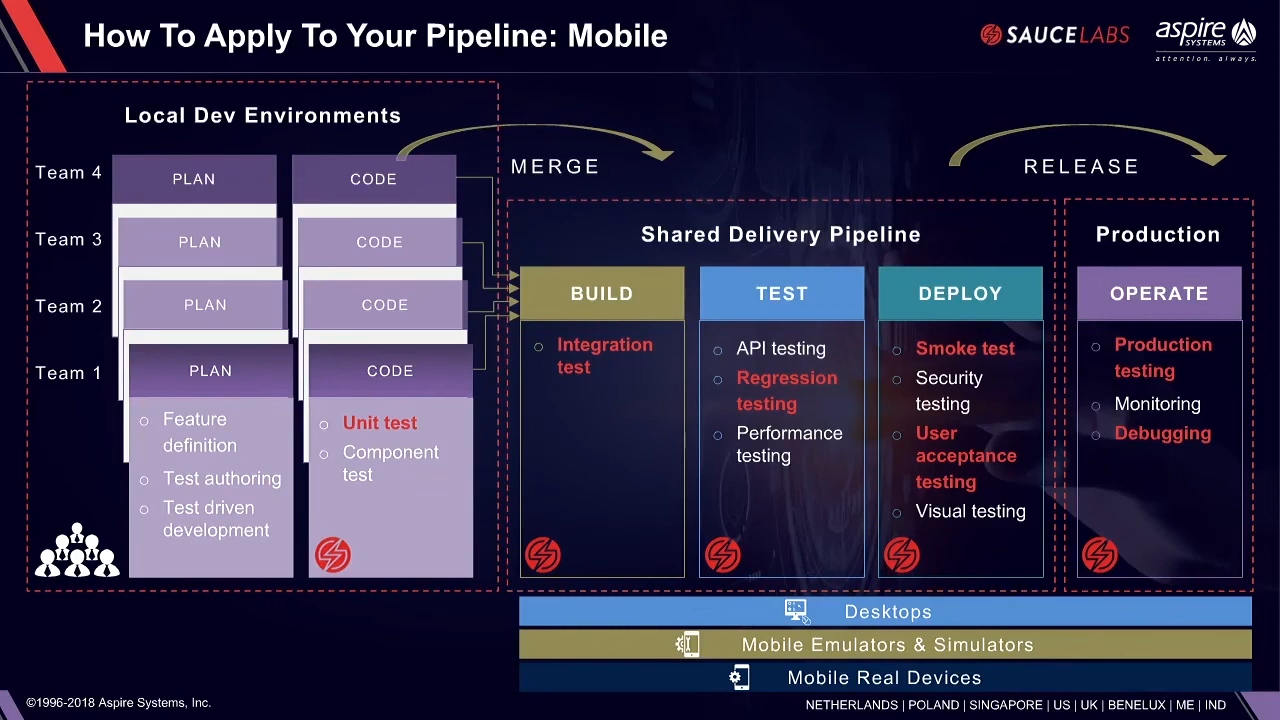 How To Apply To Your Pipeline: Mobile
SAUCELABS
aspire
SYSTEMS
attention. always.
Local Dev Environments
Team 4
PLAN
CODE
Team 3
PLAN
CODE
Team 2
PLAN
CODE
Team 1
PLAN
Feature
definition
Test authoring
Test driven
development
CODE
Unit test
Component
test
MERGE
RELEASE
Shared Delivery Pipeline
BUILD
Integration
test
TEST
API testing
Regression
testing
Performance
testing
DEPLOY
Smoke test
Security
testing
User
acceptance
testing
Visual testing
Production
OPERATE
Production
testing
Monitoring
Debugging
Desktops
Mobile Emulators & Simulators
Mobile Real Devices
©1996-2018 Aspire Systems, Inc.
NETHERLANDS | POLAND | SINGAPORE | US | UK | BENELUX | ME | IND